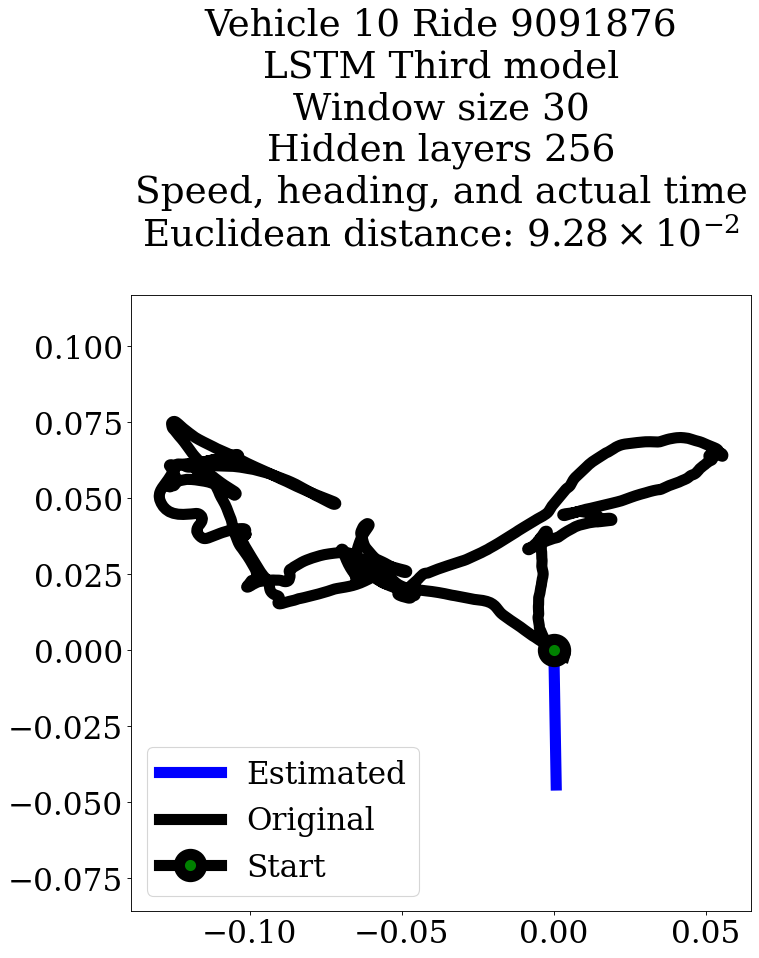 Vehicle 10 Ride 9091876
LSTM Third model
Window size 30
Hidden layers 256
Speed, heading, and actual time
Euclidean distance: 9.28 × 10⁻²
0.100
0.075
0.050
0.025
0.000
−0.025
−0.050
−0.075
Estimated
Original
Start
−0.10
−0.05
0.00
0.05